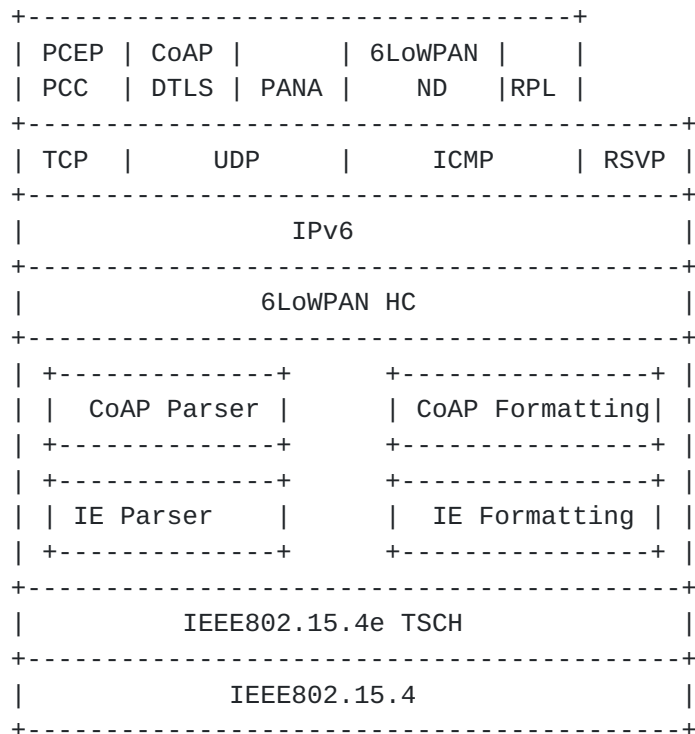 +-----------------------------------+
| PCEP | CoAP |      | 6LoWPAN |    |
| PCC  | DTLS | PANA |    ND   |RPL |
+------------------------------------------+
| TCP  |     UDP     |     ICMP     | RSVP |
+------------------------------------------+
|                 IPv6                     |
+------------------------------------------+
|               6LoWPAN HC                 |
+------------------------------------------+
| +--------------+      +----------------+ |
| |  CoAP Parser |      | CoAP Formatting| |
| +--------------+      +----------------+ |
| +--------------+      +----------------+ |
| | IE Parser    |      |  IE Formatting | |
| +--------------+      +----------------+ |
+------------------------------------------+
|          IEEE802.15.4e TSCH              |
+------------------------------------------+
|             IEEE802.15.4                 |
+------------------------------------------+